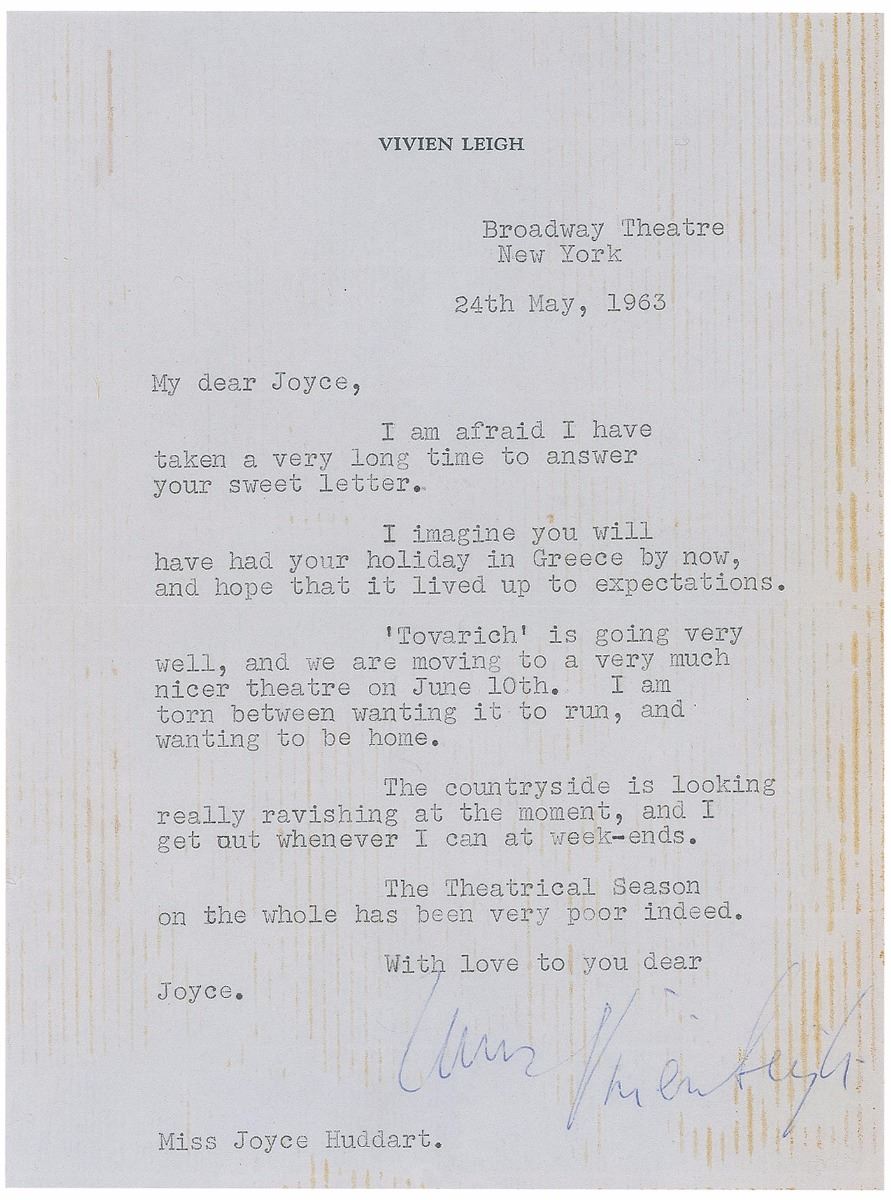 VIVIEN LEIGH
Broadway Theatre
New York
24th May, 1963
My dear Joyce,
I am afraid I have
taken a very long time to answer
your sweet letter.
I imagine you will
have had your holiday in Greece by now,
and hope that it lived up to expectations.
'Tovarich' is going very
well, and we are moving to a very much
nicer theatre on June 10th. I am
torn between wanting it to run, and
wanting to be home.
The countryside is looking
really ravishing at the moment, and I
get out whenever I can at week-ends.
The Theatrical Season
on the whole has been very poor indeed.
With love to you dear
Joyce.
Vivien Leigh
Miss Joyce Huddart.